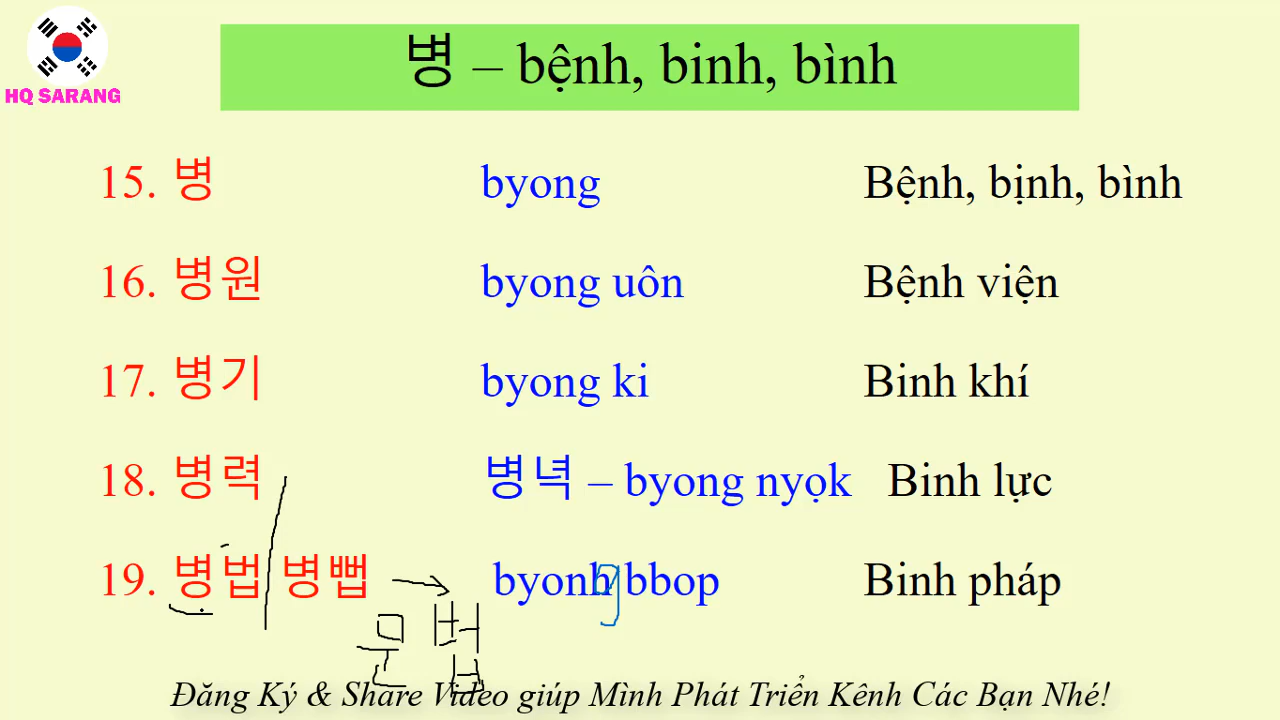 HQ SARANG
병 – bệnh, binh, bình
15. 병 byong Bệnh, bịnh, bình
16. 병원 byong uôn Bệnh viện
17. 병기 byong ki Binh khí
18. 병력 병녁 – byong nyọk Binh lực
19. 병법 병뻡 byonh g bbop Binh pháp
문법
Đăng Ký & Share Video giúp Mình Phát Triển Kênh Các Bạn Nhé!